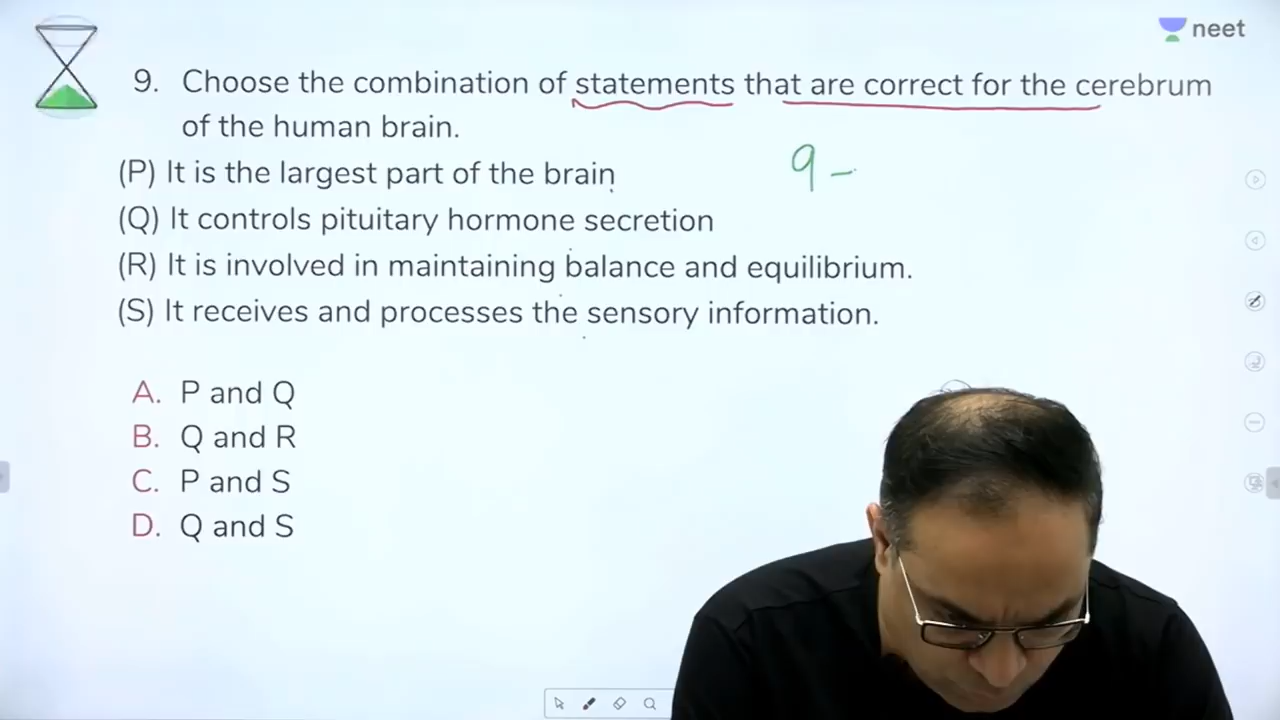 neet
9. Choose the combination of statements that are correct for the cerebrum
of the human brain.
9 -
(P) It is the largest part of the brain
(Q) It controls pituitary hormone secretion
(R) It is involved in maintaining balance and equilibrium.
(S) It receives and processes the sensory information.
A. P and Q
B. Q and R
C. P and S
D. Q and S